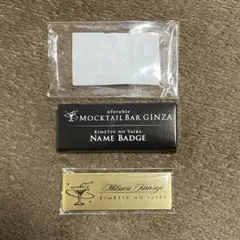 ufotable
MOCKTAIL BAR GINZA
KIMETSU NO YAIBA
NAME BADGE
Mitsuri Kanroji
KIMETSU NO YAIBA